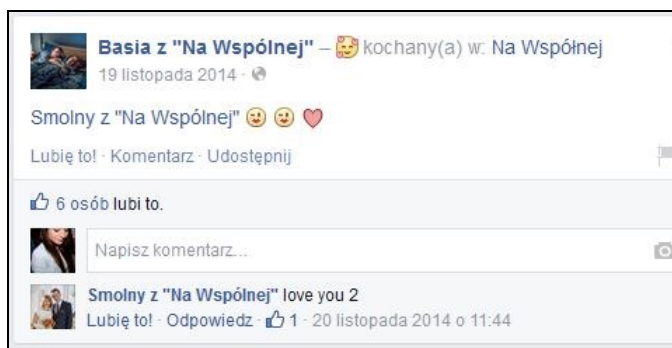 Basia z "Na Wspólnej" – 🥰 kochany(a) w: Na Wspołnej
19 listopada 2014 ·
Smolny z "Na Wspólnej" 😗 😗 ❤
Lubię to! · Komentarz · Udostępnij
6 osób lubi to.
Napisz komentarz...
Smolny z "Na Wspólnej" love you 2
Lubię to! · Odpowiedz · 1 · 20 listopada 2014 o 11:44